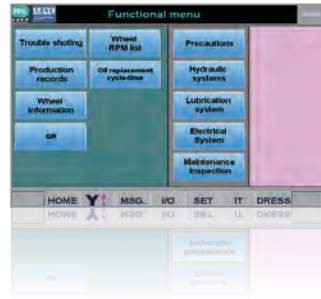 Functional menu
Trouble shoting
Wheel
RPM list
Precautions
Production
records
Oil replacement
cycle-time
Hydraulic
systems
Wheel
Information
Lubrication
system
GR
Electrical
System
Maintenance
Inspection
HOME
MSG.
I/O
SET
IT
DRESS